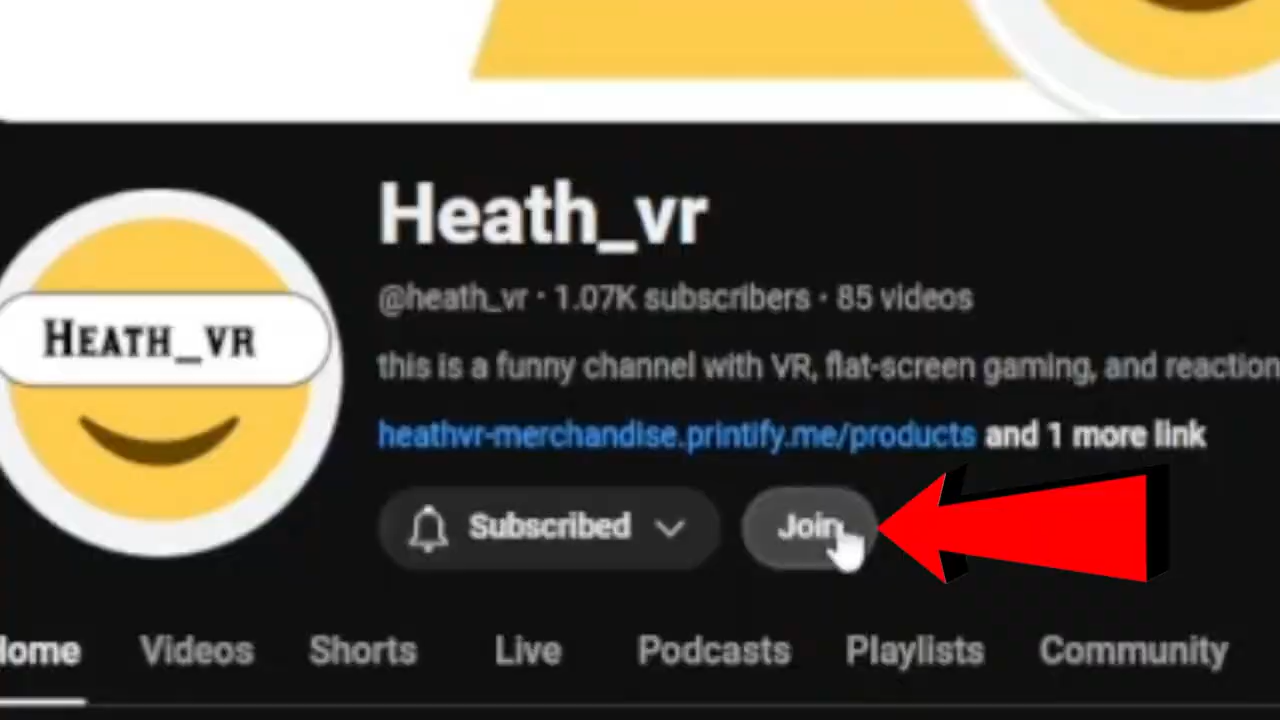 Heath_vr
@heath_vr · 1.07K subscribers · 85 videos
HEATH_VR
this is a funny channel with VR, flat-screen gaming, and reaction
heathvr-merchandise.printify.me/products and 1 more link
Subscribed
Join
Home Videos Shorts Live Podcasts Playlists Community